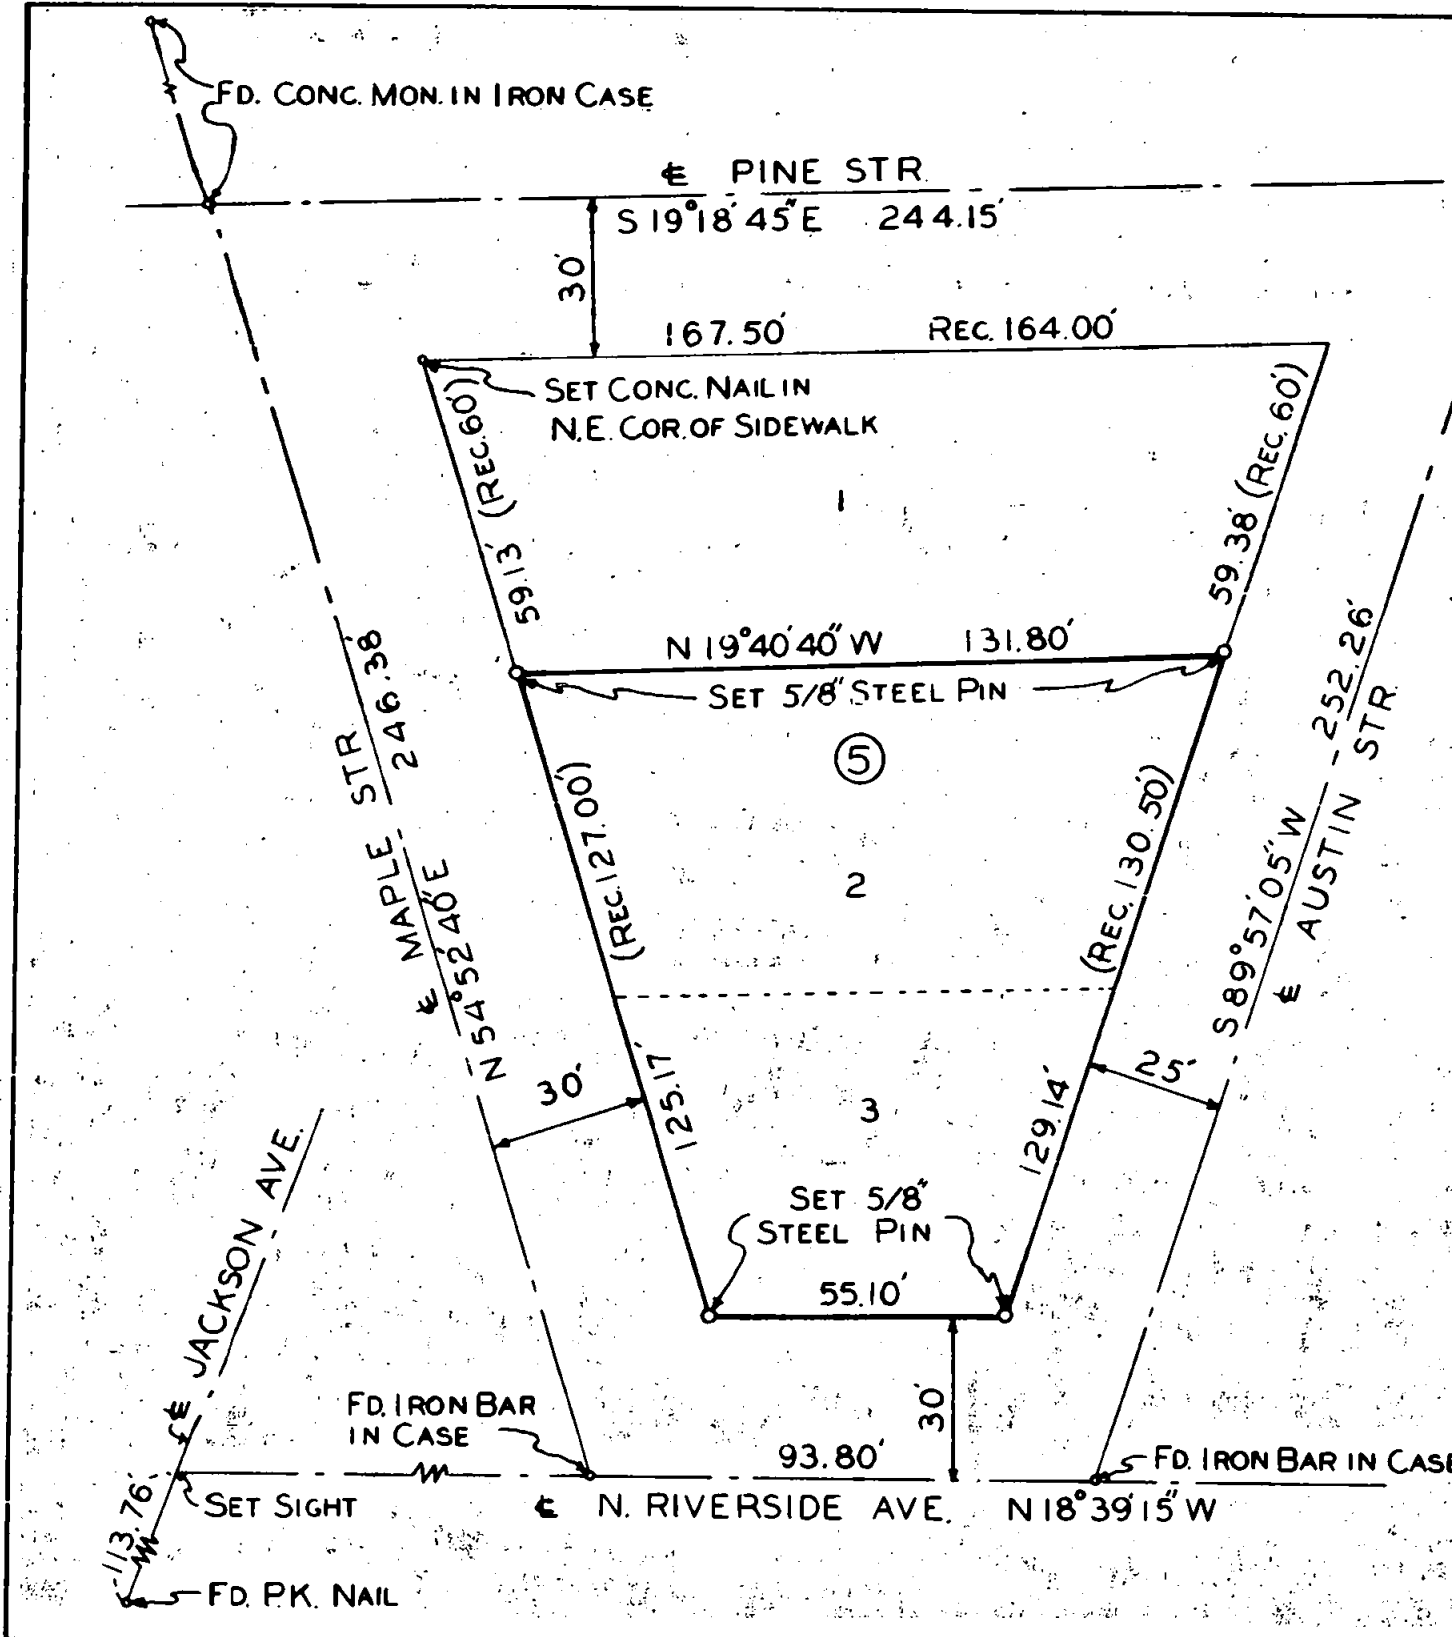 FD. CONC. MON. IN IRON CASE
℄ PINE STR.
S 19°18'45" E 244.15'
30'
167.50' REC. 164.00'
SET CONC. NAIL IN
N.E. COR. OF SIDEWALK
59.13' (REC. 60')
59.38' (REC. 60')
1
N 19°40'40" W 131.80'
SET 5/8" STEEL PIN
5
℄ MAPLE STR.
N 54°52'40" E 246.38'
(REC. 127.00')
125.17'
2
(REC. 130.50')
129.14'
S 89°57'05" W 252.26'
℄ AUSTIN STR.
30'
25'
3
SET 5/8"
STEEL PIN
55.10'
℄ JACKSON AVE.
FD. IRON BAR
IN CASE
30'
93.80'
FD. IRON BAR IN CASE
SET SIGHT
℄ N. RIVERSIDE AVE. N 18°39'15" W
113.76'
FD. P.K. NAIL